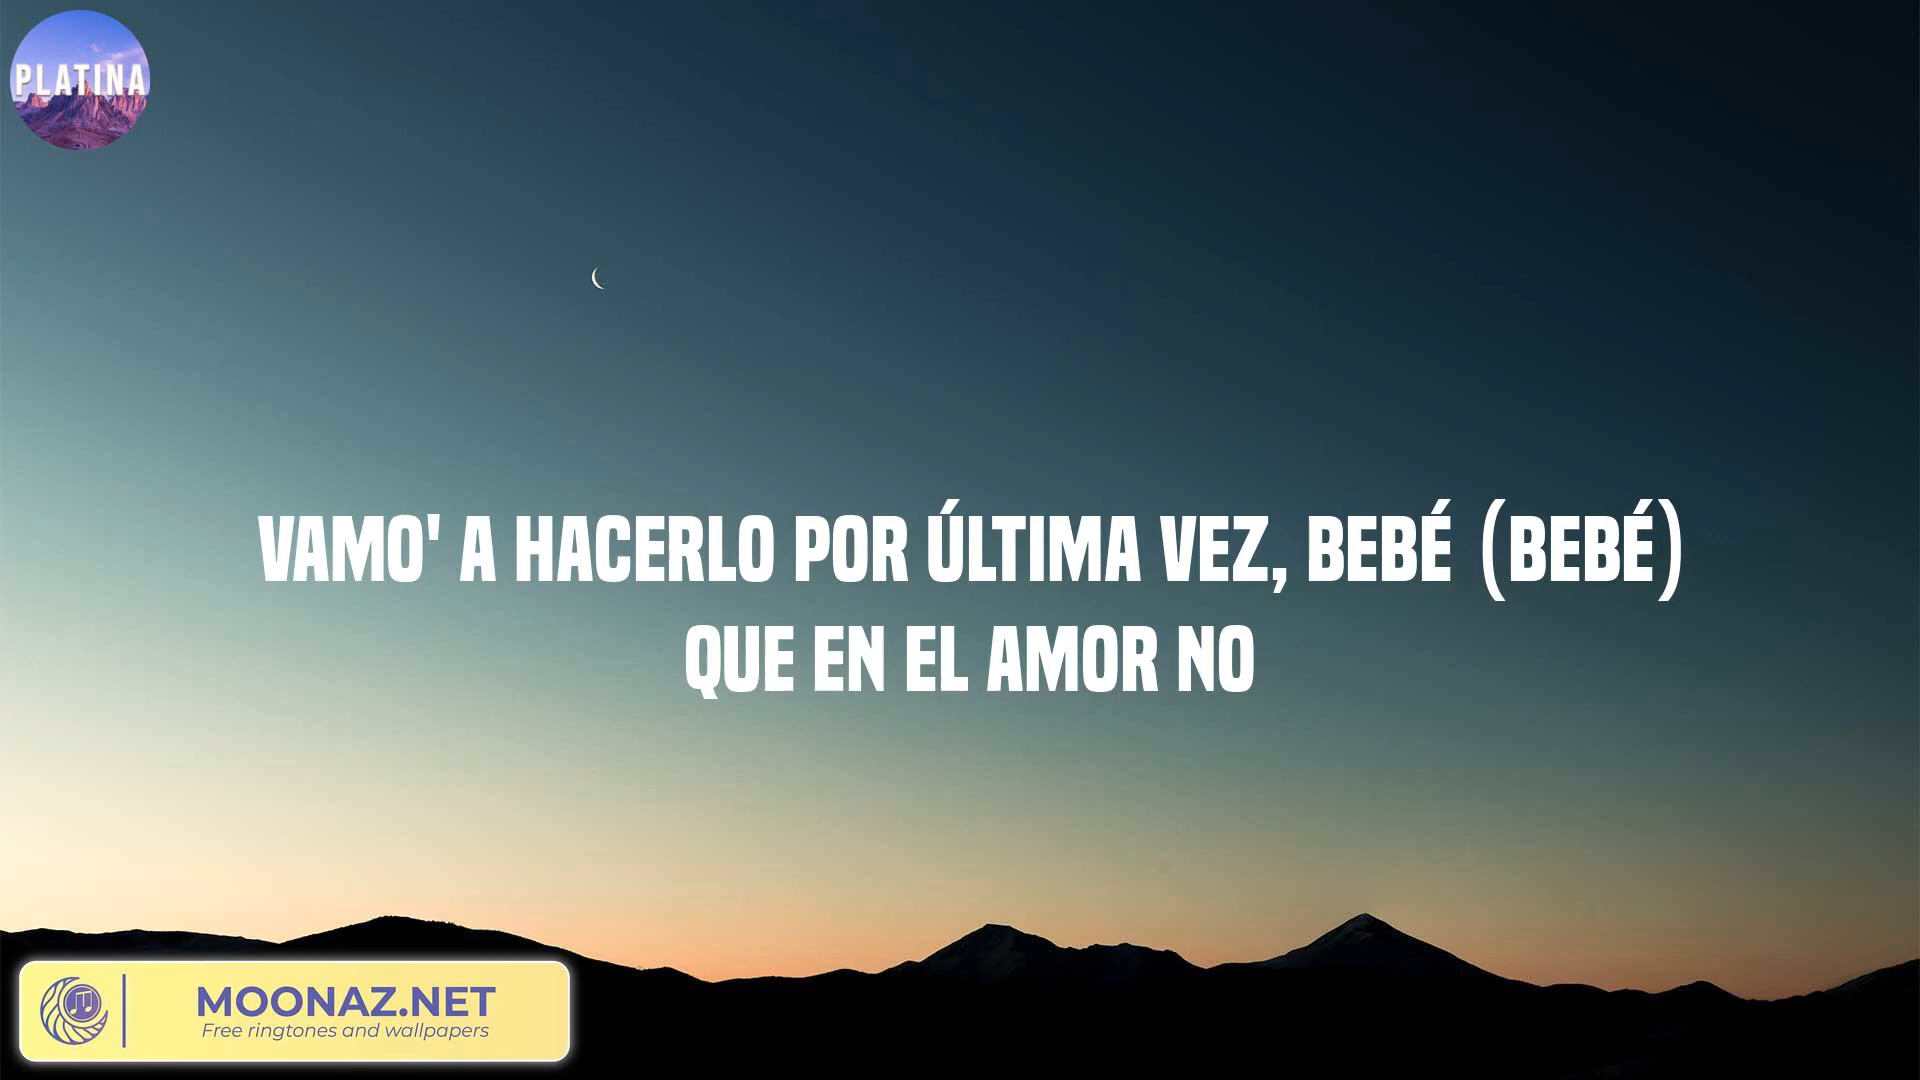 PLATINA
VAMO' A HACERLO POR ÚLTIMA VEZ, BEBÉ (BEBÉ)
QUE EN EL AMOR NO
MOONAZ.NET
Free ringtones and wallpapers